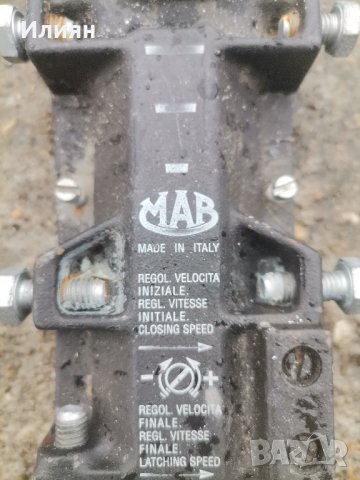 Илиян
MAB
MADE IN ITALY
REGOL. VELOCITA
INIZIALE.
REGL. VITESSE
INITIALE.
CLOSING SPEED
- +
REGOL. VELOCITA
FINALE.
REGL. VITESSE
FINALE.
LATCHING SPEED
BAZAR